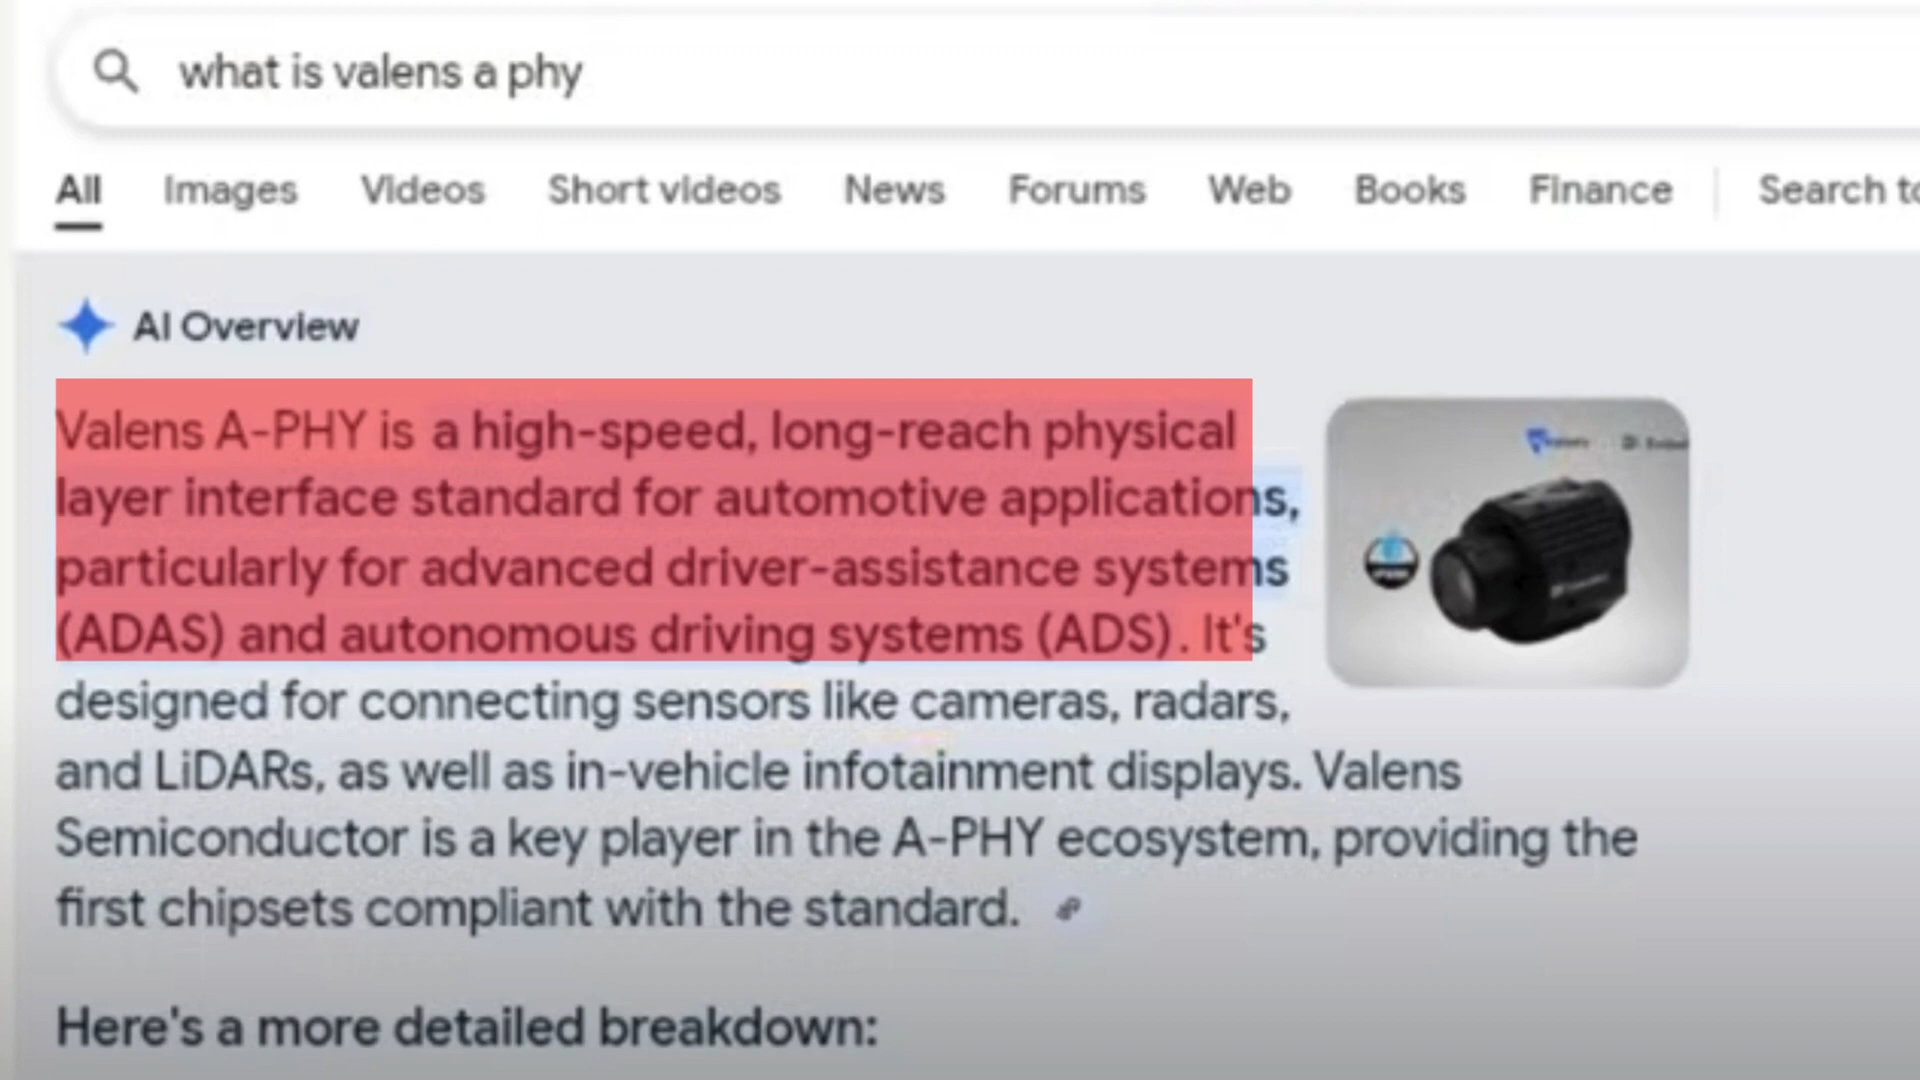 what is valens a phy
All Images Videos Short videos News Forums Web Books Finance Search
AI Overview
Valens A-PHY is a high-speed, long-reach physical
layer interface standard for automotive applications,
particularly for advanced driver-assistance systems
(ADAS) and autonomous driving systems (ADS). It's
designed for connecting sensors like cameras, radars,
and LiDARs, as well as in-vehicle infotainment displays. Valens
Semiconductor is a key player in the A-PHY ecosystem, providing the
first chipsets compliant with the standard.
Here's a more detailed breakdown: